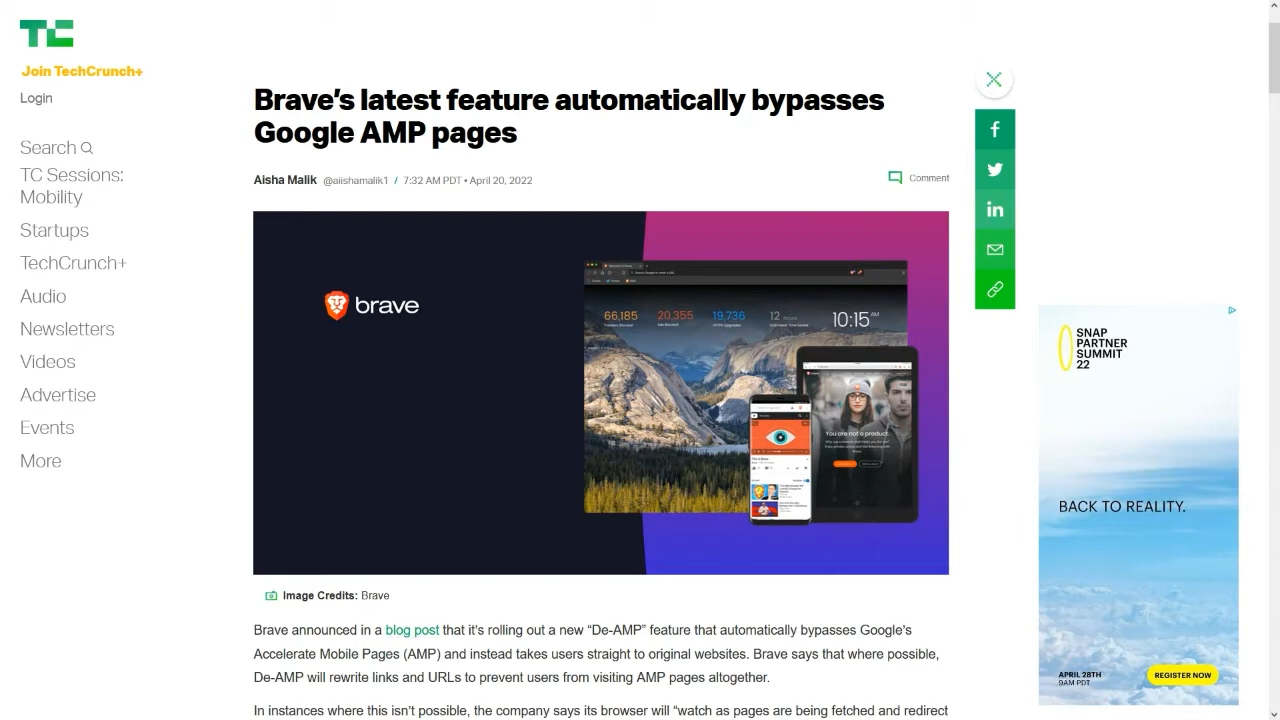 TC
Join TechCrunch+
Login
Search
TC Sessions:
Mobility
Startups
TechCrunch+
Audio
Newsletters
Videos
Advertise
Events
More
Brave’s latest feature automatically bypasses
Google AMP pages
Aisha Malik @aiishamalik1 / 7:32 AM PDT • April 20, 2022
Comment
brave
66,185 20,355 19,736 12 hours 10:15 AM
You are not a product.
Image Credits: Brave
Brave announced in a blog post that it’s rolling out a new “De-AMP” feature that automatically bypasses Google’s
Accelerate Mobile Pages (AMP) and instead takes users straight to original websites. Brave says that where possible,
De-AMP will rewrite links and URLs to prevent users from visiting AMP pages altogether.
In instances where this isn’t possible, the company says its browser will “watch as pages are being fetched and redirect
SNAP
PARTNER
SUMMIT
22
BACK TO REALITY.
APRIL 28TH
9AM PDT
REGISTER NOW